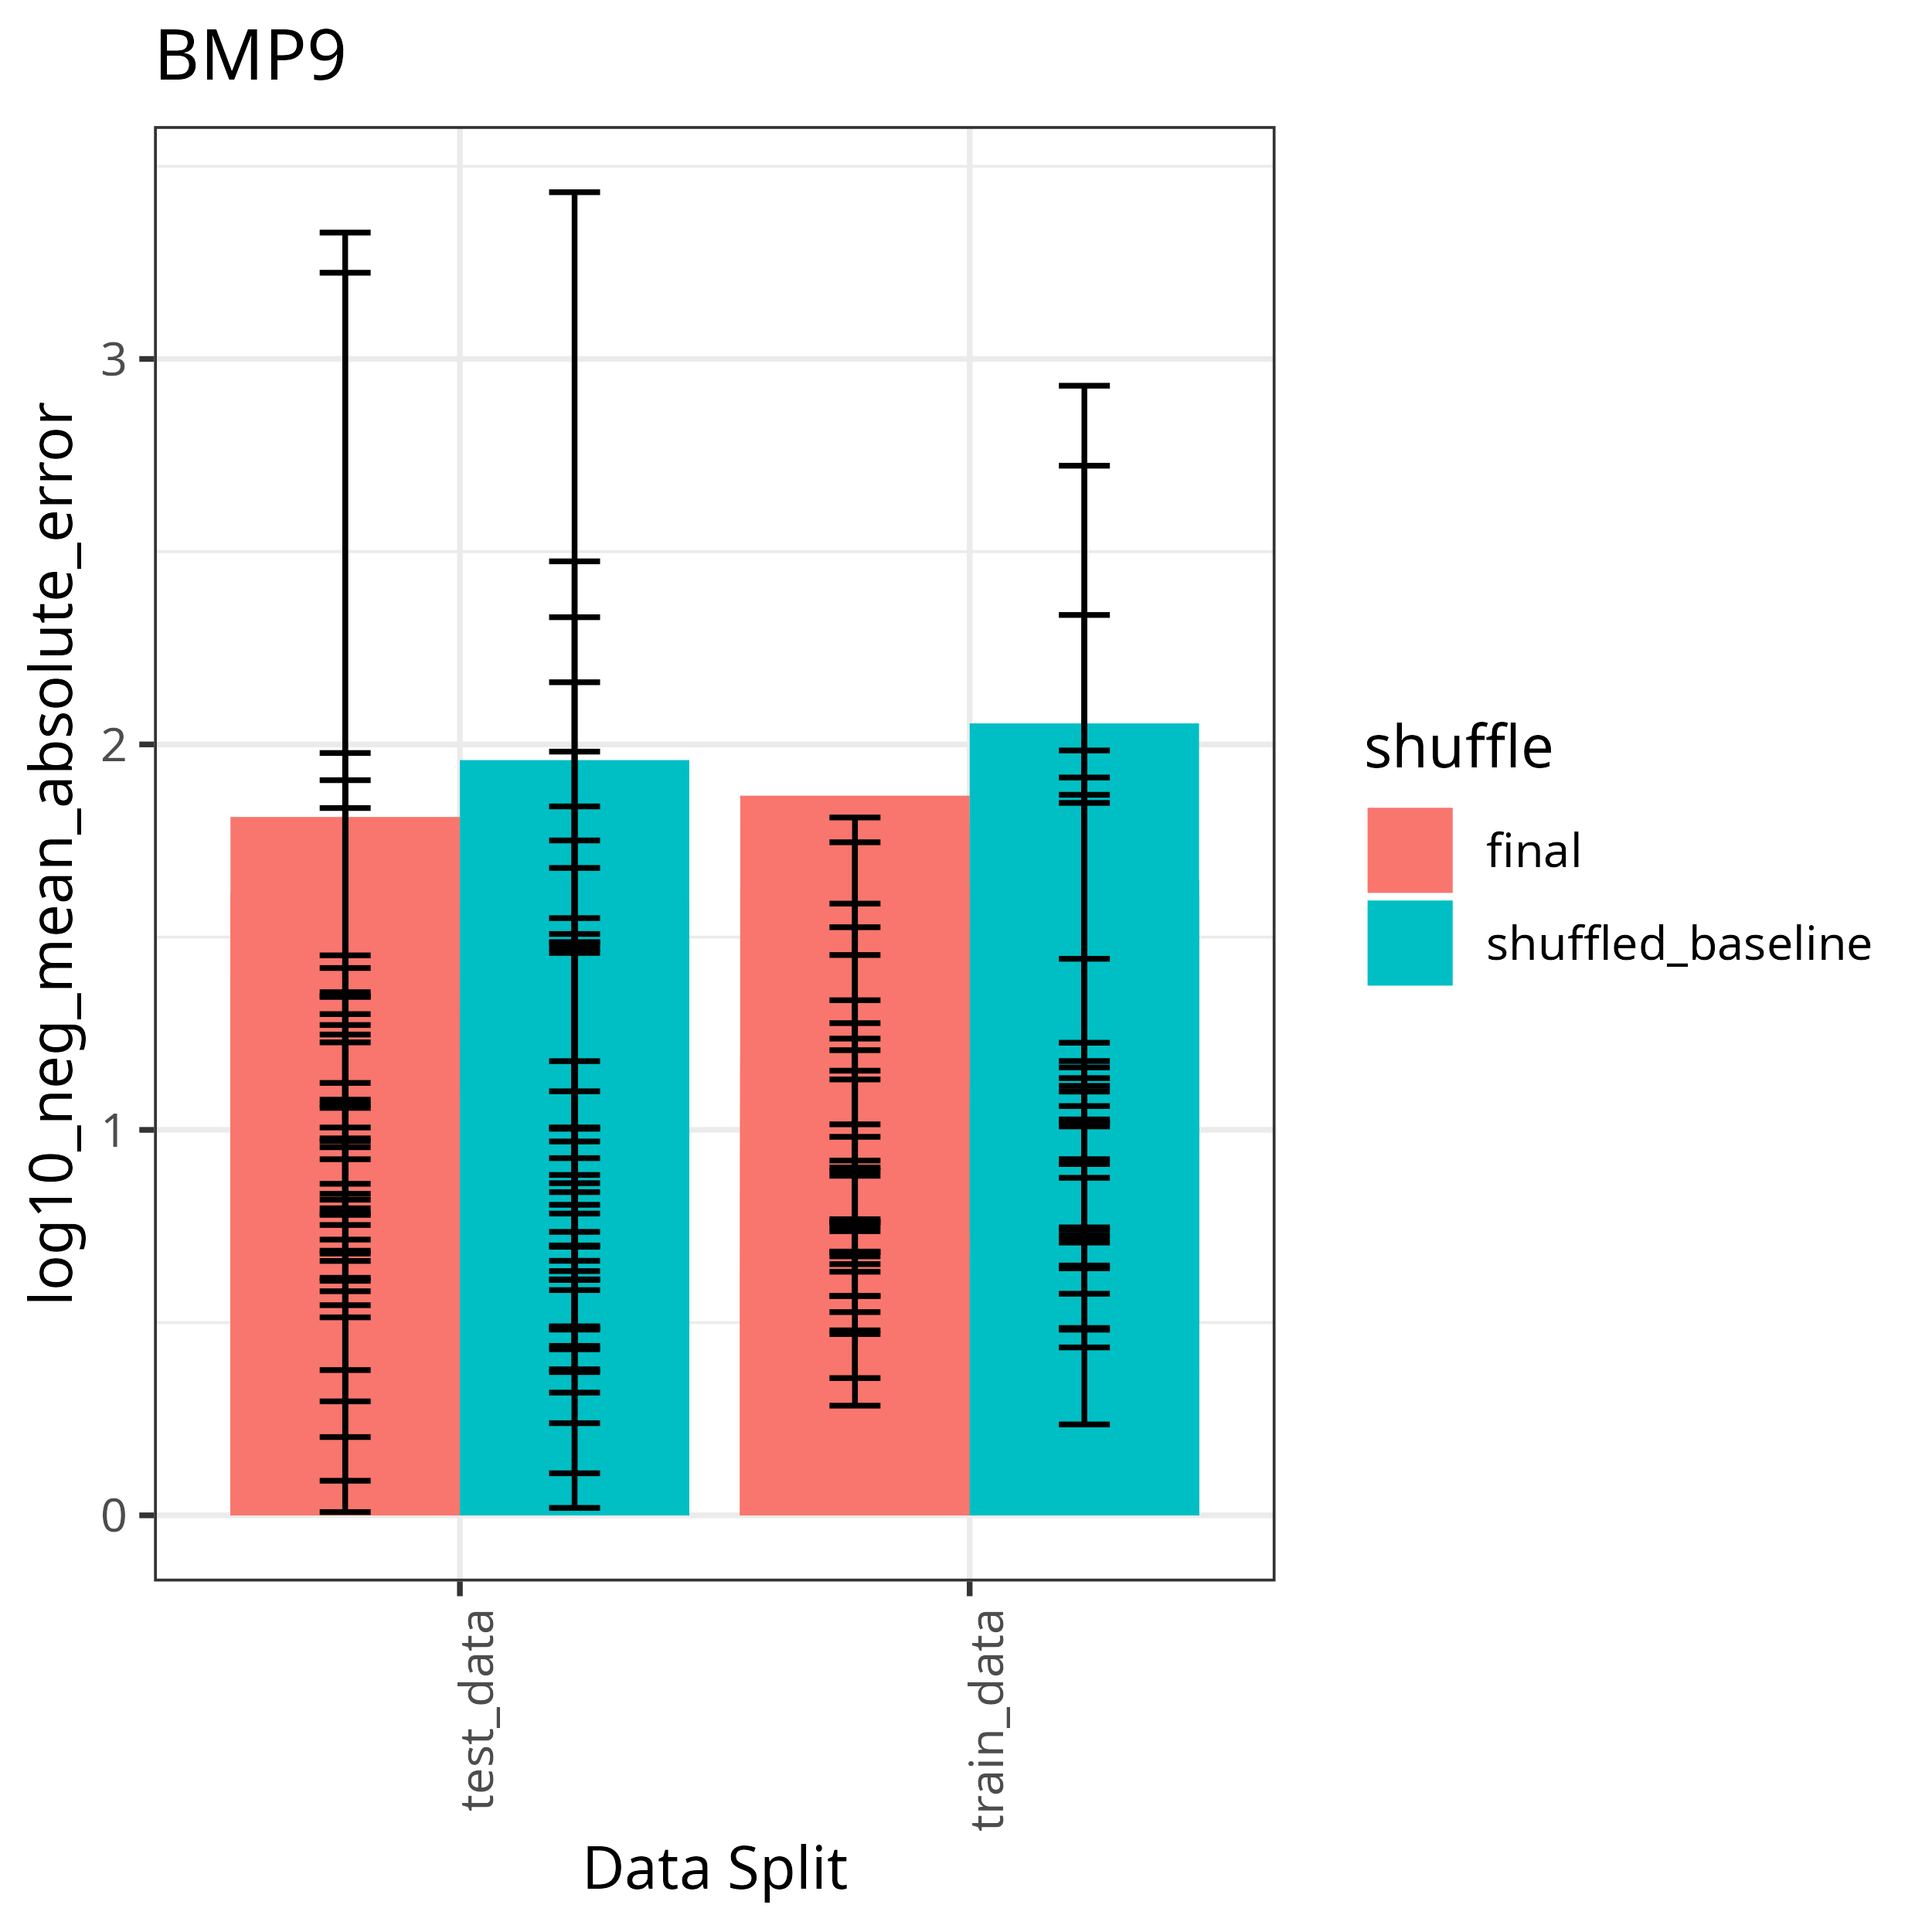 BMP9
log10_neg_mean_absolute_error
3
2
1
0
test_data
train_data
Data Split
shuffle
final
shuffled_baseline